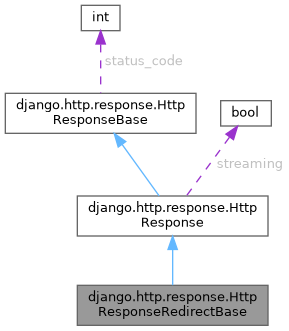 int
status_code
django.http.response.Http
ResponseBase
bool
streaming
django.http.response.Http
Response
django.http.response.Http
ResponseRedirectBase